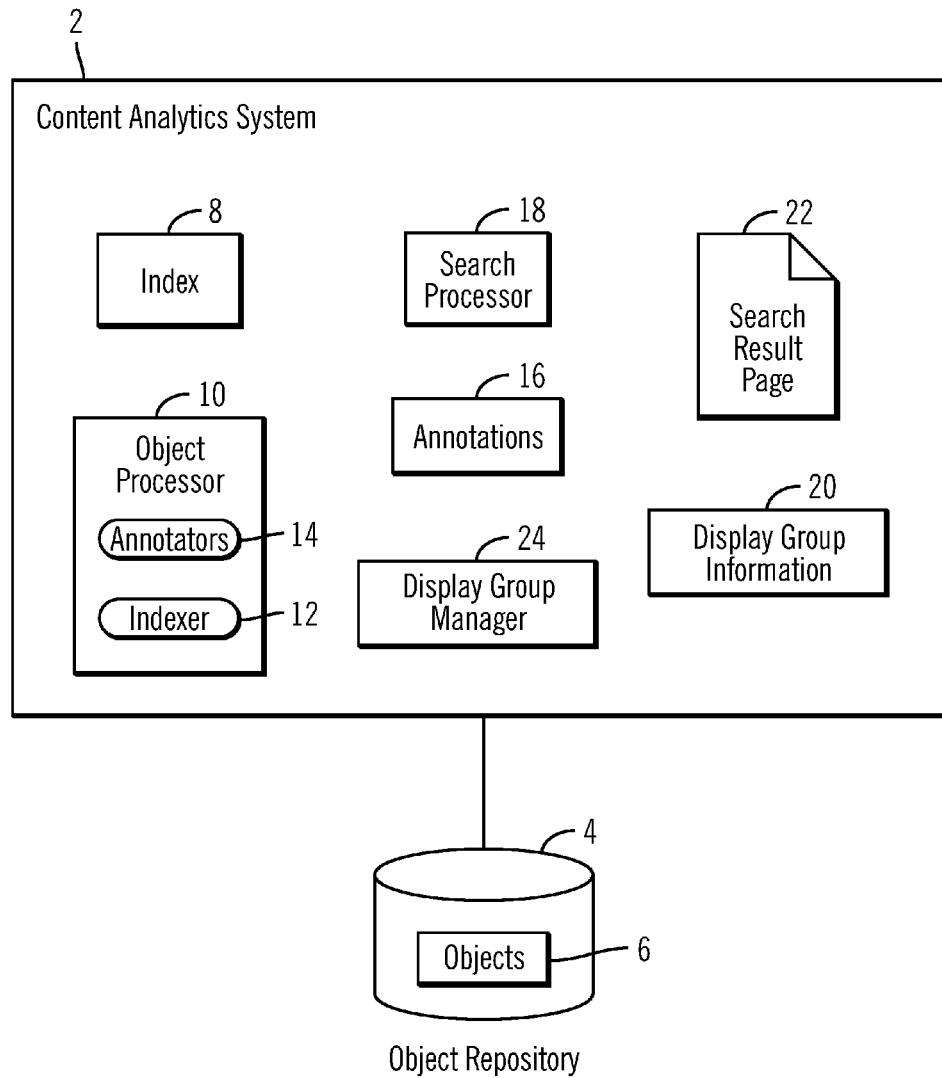 2
Content Analytics System
8
Index
18
Search
Processor
22
Search
Result
Page
10
Object
Processor
Annotators
14
Indexer
12
16
Annotations
24
Display Group
Manager
20
Display Group
Information
4
Objects
6
Object Repository